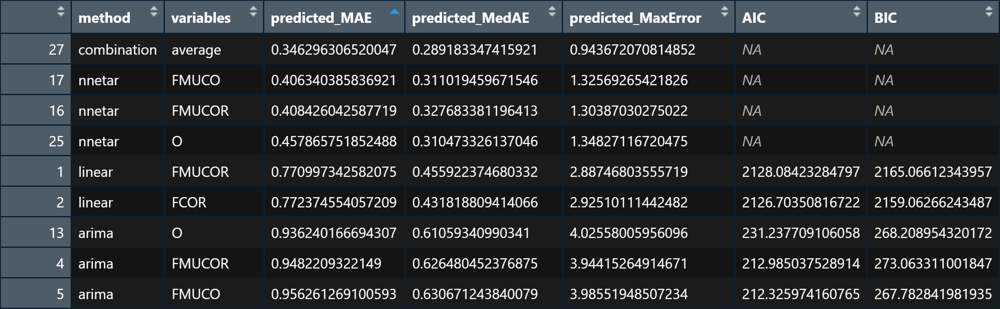 method variables predicted_MAE predicted_MedAE predicted_MaxError AIC BIC
27 combination average 0.346296306520047 0.289183347415921 0.943672070814852 NA NA
17 nnetar FMUCO 0.406340385836921 0.311019459671546 1.32569265421826 NA NA
16 nnetar FMUCOR 0.408426042587719 0.327683381196413 1.30387030275022 NA NA
25 nnetar O 0.457865751852488 0.310473326137046 1.34827116720475 NA NA
1 linear FMUCOR 0.770997342582075 0.455922374680332 2.88746803555719 2128.08423284797 2165.06612343957
2 linear FCOR 0.772374554057209 0.431818809414066 2.92510111442482 2126.70350816722 2159.06266243487
13 arima O 0.936240166694307 0.61059340990341 4.02558005956096 231.237709106058 268.208954320172
4 arima FMUCOR 0.9482209322149 0.626480452376875 3.94415264914671 212.985037528914 273.063311001847
5 arima FMUCO 0.956261269100593 0.630671243840079 3.98551948507234 212.325974160765 267.782841981935